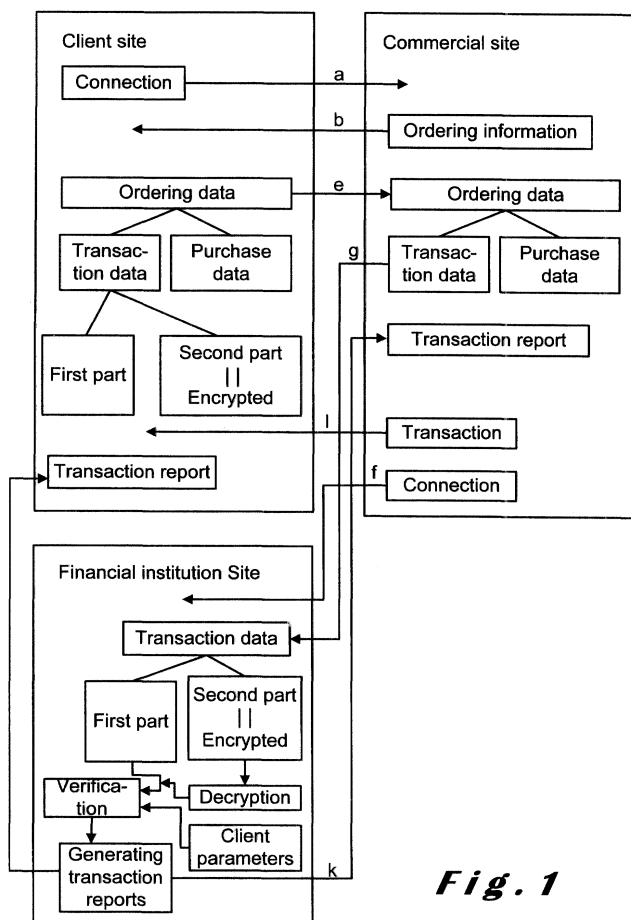 Client site
Commercial site
Connection
a
b
Ordering information
Ordering data
e
Ordering data
Transac-
tion data
Purchase
data
g
Transac-
tion data
Purchase
data
First part
Second part
||
Encrypted
Transaction report
l
Transaction
Transaction report
f
Connection
Financial institution Site
Transaction data
First part
Second part
||
Encrypted
Verifica-
tion
Decryption
Client
parameters
Generating
transaction
reports
k
Fig. 1